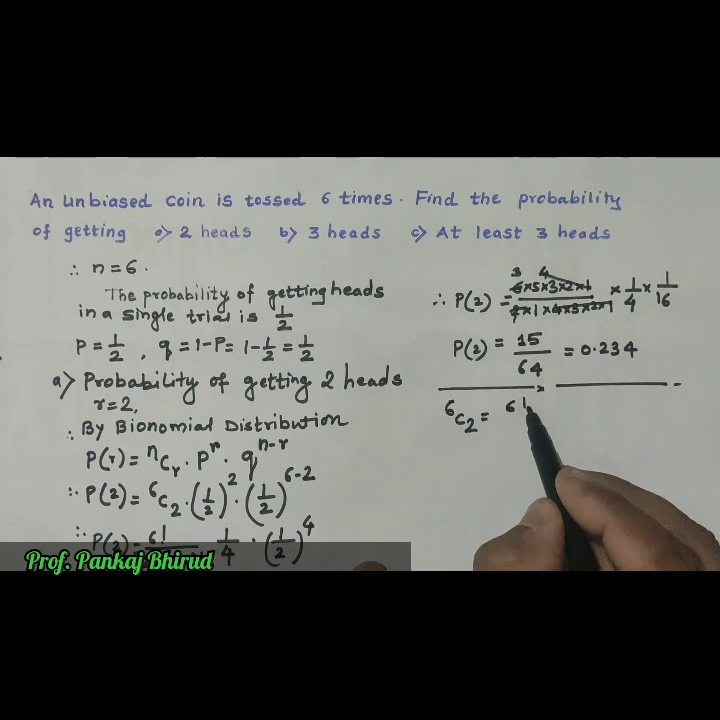 An unbiased coin is tossed 6 times. Find the probability
of getting a) 2 heads b) 3 heads c) At least 3 heads
∴ n = 6.
The probability of getting heads
in a single trial is 1/2
P = 1/2, q = 1-P = 1-1/2 = 1/2
a) Probability of getting 2 heads
r=2,
∴ By Bionomial Distribution
P(r) = ⁿCᵣ · pʳ · qⁿ⁻ʳ
∴ P(2) = ⁶C₂ · (1/2)² · (1/2)⁶⁻²
∴ P(2) = 6! 1/4 · (1/2)⁴
Prof. Pankaj Bhirud
3 4
∴ P(2) = × 1/4 × 1/16
P(2) = 15/64 = 0.234
×
⁶C₂ = 6!